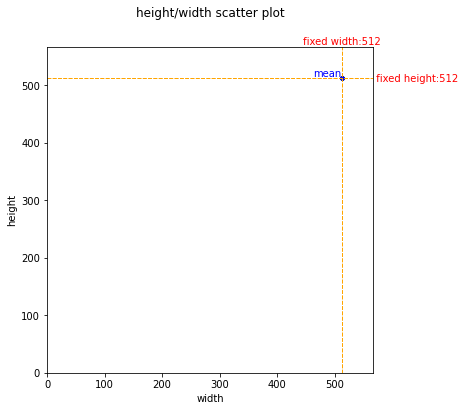 height/width scatter plot
fixed width:512
mean
fixed height:512
500
400
300
200
100
0
height
0 100 200 300 400 500
width